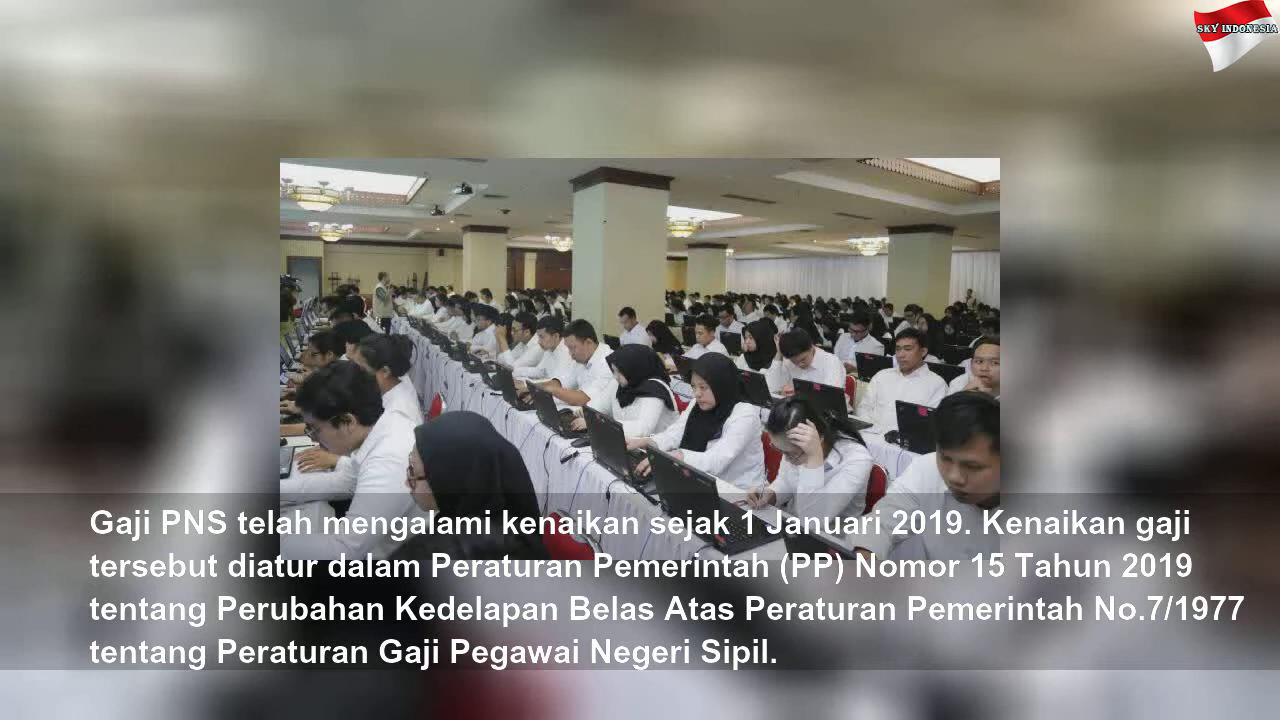 SKY INDONESIA
Gaji PNS telah mengalami kenaikan sejak 1 Januari 2019. Kenaikan gaji
tersebut diatur dalam Peraturan Pemerintah (PP) Nomor 15 Tahun 2019
tentang Perubahan Kedelapan Belas Atas Peraturan Pemerintah No.7/1977
tentang Peraturan Gaji Pegawai Negeri Sipil.